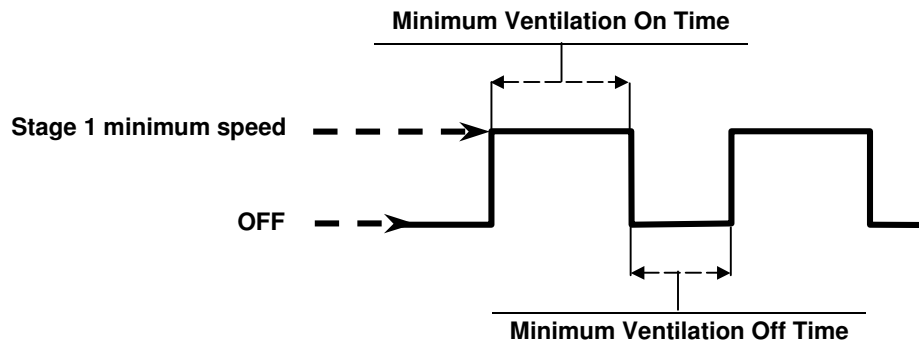 Minimum Ventilation On Time
Stage 1 minimum speed
OFF
Minimum Ventilation Off Time